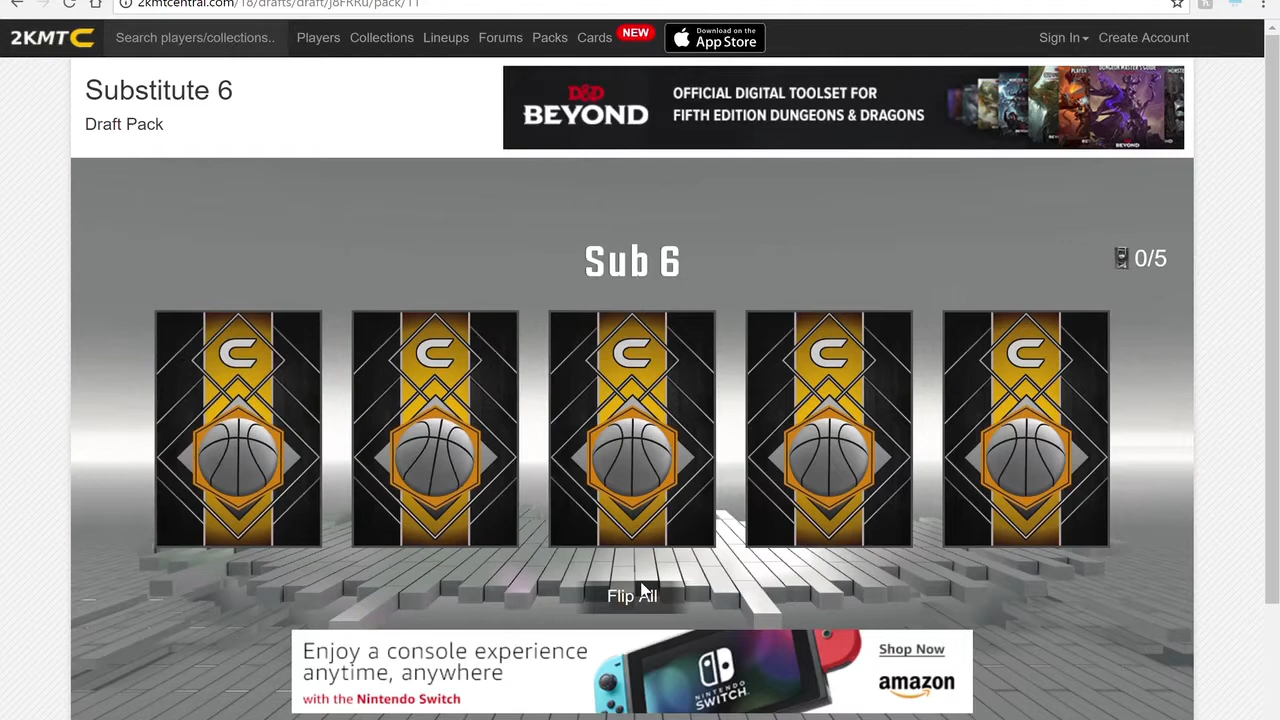 2kmtcentral.com/18/drafts/draft/J8FRRu/pack/11
2KMTC Search players/collections.. Players Collections Lineups Forums Packs Cards NEW Download on the App Store Sign In Create Account
Substitute 6
Draft Pack
D&D BEYOND
OFFICIAL DIGITAL TOOLSET FOR
FIFTH EDITION DUNGEONS & DRAGONS
Sub 6
0/5
C C C C C
Flip All
Enjoy a console experience
anytime, anywhere
with the Nintendo Switch
NINTENDO
SWITCH
Shop Now
amazon